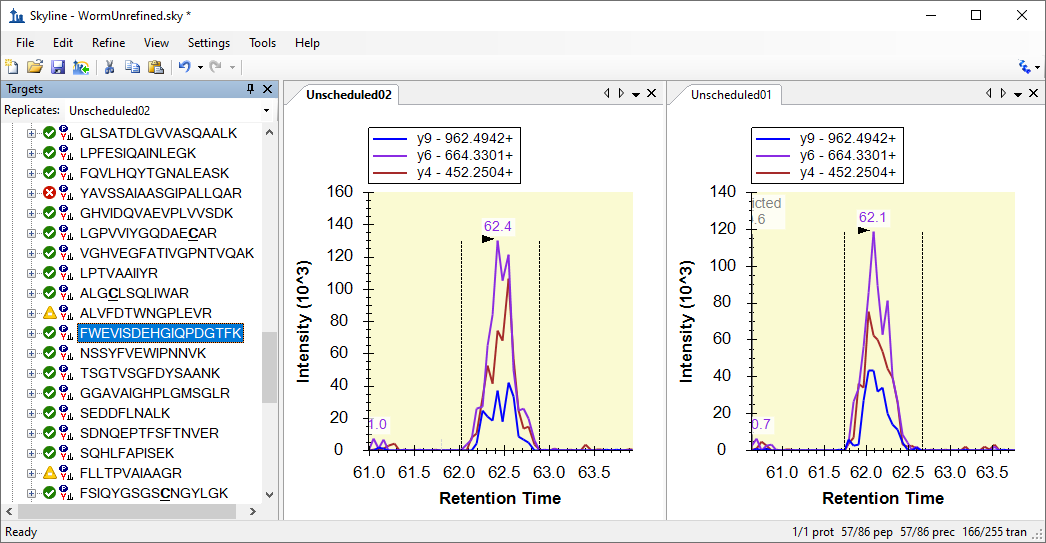 Skyline - WormUnrefined.sky *
File Edit Refine View Settings Tools Help
Targets
Replicates: Unscheduled02
GLSATDLGVVASQAALK
LPFESIQAINLEGK
FQVLHQYTGNALEASK
YAVSSAIAASGIPALLQAR
GHVIDQVAEVPLVVSDK
LGPVVIYGQDAECAR
VGHVEGFATIVGPNTVQAK
LPTVAAIIYR
ALGCLSQLIWAR
ALVFDTWNGPLEVR
FWEVISDEHGIQPDGTFK
NSSYFVEWIPNNVK
TSGTVSGFDYSAANK
GGAVAIGHPLGMSGLR
SEDDFLNALK
SDNQEPTFSFTNVER
SQHLFAPISEK
FLLTPVAIAAGR
FSIQYGSGSCNGYLGK
Unscheduled02
y9 - 962.4942+
y6 - 664.3301+
y4 - 452.2504+
160
140
120
100
80
60
40
20
0
Intensity (10^3)
62.4
1.0
61.0 61.5 62.0 62.5 63.0 63.5
Retention Time
Unscheduled01
y9 - 962.4942+
y6 - 664.3301+
y4 - 452.2504+
140
120
100
80
60
40
20
0
Intensity (10^3)
icted
.6
62.1
0.7
61.0 61.5 62.0 62.5 63.0 63.5
Retention Time
Ready
1/1 prot 57/86 pep 57/86 prec 166/255 tran